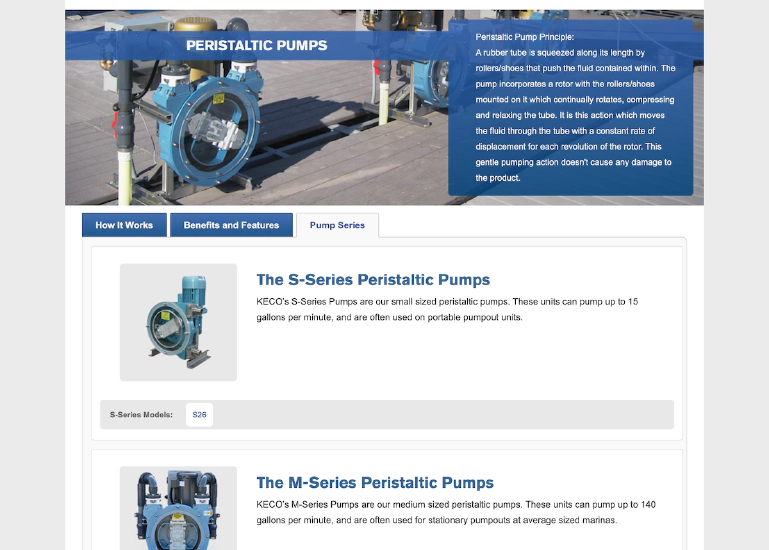 PERISTALTIC PUMPS
Peristaltic Pump Principle:
A rubber tube is squeezed along its length by
rollers/shoes that push the fluid contained within. The
pump incorporates a rotor with the rollers/shoes
mounted on it which continually rotates, compressing
and relaxing the tube. It is this action which moves
the fluid through the tube with a constant rate of
displacement for each revolution of the rotor. This
gentle pumping action doesn't cause any damage to
the product.
How It Works
Benefits and Features
Pump Series
The S-Series Peristaltic Pumps
KECO's S-Series Pumps are our small sized peristaltic pumps. These units can pump up to 15
gallons per minute, and are often used on portable pumpout units.
S-Series Models: S26
The M-Series Peristaltic Pumps
KECO's M-Series Pumps are our medium sized peristaltic pumps. These units can pump up to 140
gallons per minute, and are often used for stationary pumpouts at average sized marinas.